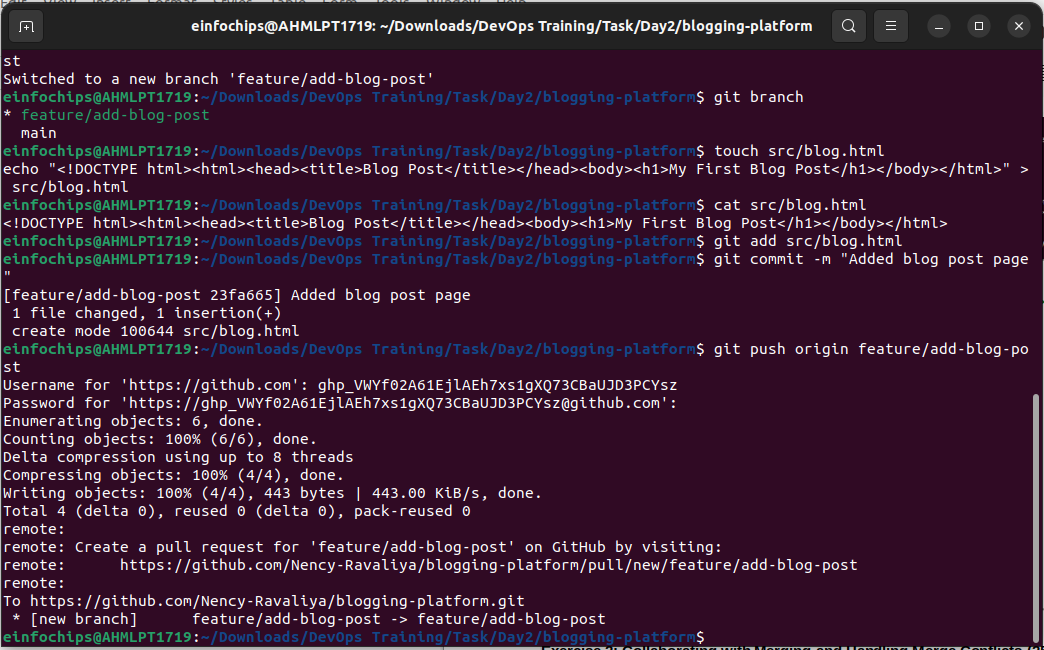 einfochips@AHMLPT1719: ~/Downloads/DevOps Training/Task/Day2/blogging-platform
st
Switched to a new branch 'feature/add-blog-post'
einfochips@AHMLPT1719:~/Downloads/DevOps Training/Task/Day2/blogging-platform$ git branch
* feature/add-blog-post
  main
einfochips@AHMLPT1719:~/Downloads/DevOps Training/Task/Day2/blogging-platform$ touch src/blog.html
echo "<!DOCTYPE html><html><head><title>Blog Post</title></head><body><h1>My First Blog Post</h1></body></html>" >
 src/blog.html
einfochips@AHMLPT1719:~/Downloads/DevOps Training/Task/Day2/blogging-platform$ cat src/blog.html
<!DOCTYPE html><html><head><title>Blog Post</title></head><body><h1>My First Blog Post</h1></body></html>
einfochips@AHMLPT1719:~/Downloads/DevOps Training/Task/Day2/blogging-platform$ git add src/blog.html
einfochips@AHMLPT1719:~/Downloads/DevOps Training/Task/Day2/blogging-platform$ git commit -m "Added blog post page
"
[feature/add-blog-post 23fa665] Added blog post page
 1 file changed, 1 insertion(+)
 create mode 100644 src/blog.html
einfochips@AHMLPT1719:~/Downloads/DevOps Training/Task/Day2/blogging-platform$ git push origin feature/add-blog-po
st
Username for 'https://github.com': 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
Password for 'https://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@github.com':
Enumerating objects: 6, done.
Counting objects: 100% (6/6), done.
Delta compression using up to 8 threads
Compressing objects: 100% (4/4), done.
Writing objects: 100% (4/4), 443 bytes | 443.00 KiB/s, done.
Total 4 (delta 0), reused 0 (delta 0), pack-reused 0
remote:
remote: Create a pull request for 'feature/add-blog-post' on GitHub by visiting:
remote:      https://github.com/Nency-Ravaliya/blogging-platform/pull/new/feature/add-blog-post
remote:
To https://github.com/Nency-Ravaliya/blogging-platform.git
 * [new branch]      feature/add-blog-post -> feature/add-blog-post
einfochips@AHMLPT1719:~/Downloads/DevOps Training/Task/Day2/blogging-platform$